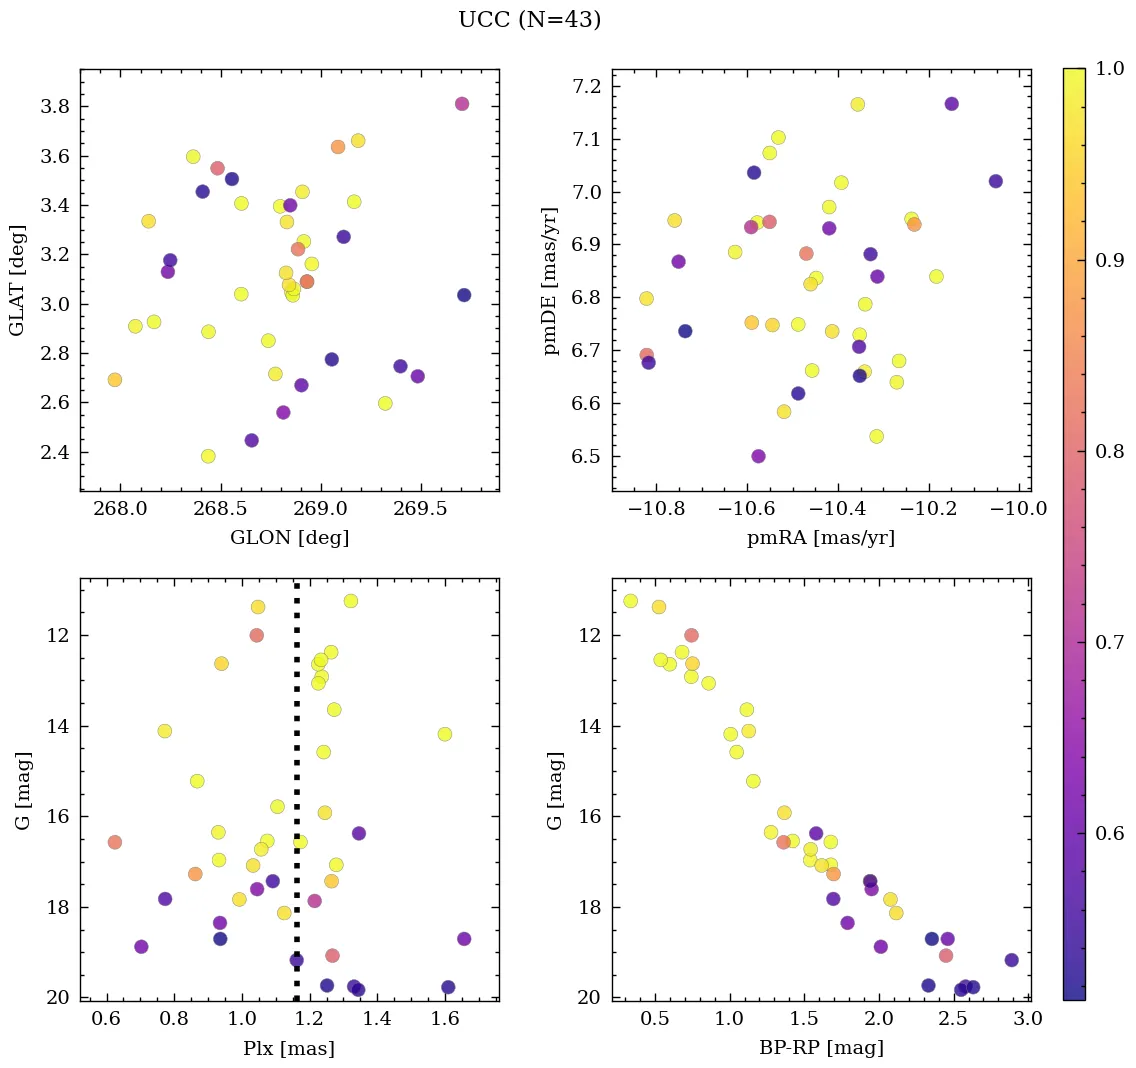 UCC (N=43)
3.8
3.6
3.4
3.2
3.0
2.8
2.6
2.4
GLAT [deg]
268.0 268.5 269.0 269.5
GLON [deg]
7.2
7.1
7.0
6.9
6.8
6.7
6.6
6.5
pmDE [mas/yr]
−10.8 −10.6 −10.4 −10.2 −10.0
pmRA [mas/yr]
1.0
0.9
0.8
0.7
0.6
12
14
16
18
20
G [mag]
0.6 0.8 1.0 1.2 1.4 1.6
Plx [mas]
12
14
16
18
20
G [mag]
0.5 1.0 1.5 2.0 2.5 3.0
BP-RP [mag]